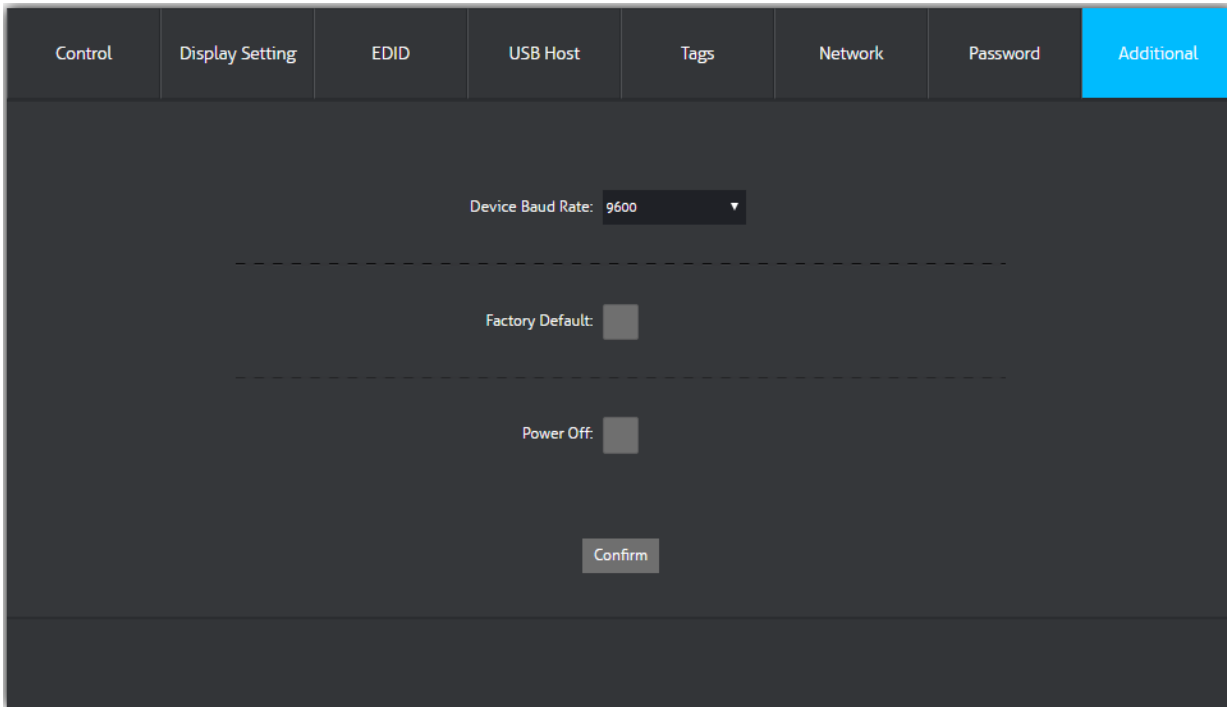 Control Display Setting EDID USB Host Tags Network Password Additional
Device Baud Rate: 9600
Factory Default:
Power Off:
Confirm